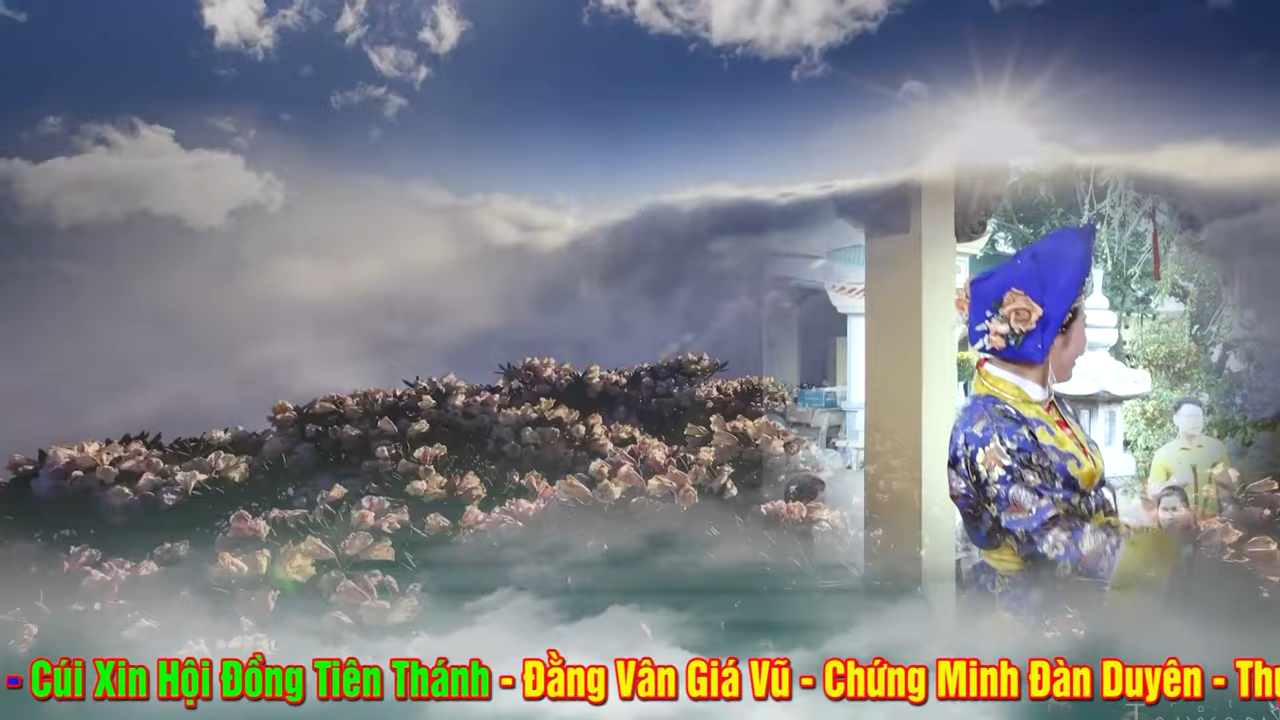 - Cúi Xin Hội Đồng Tiên Thánh - Đằng Vân Giá Vũ - Chứng Minh Đàn Duyên -